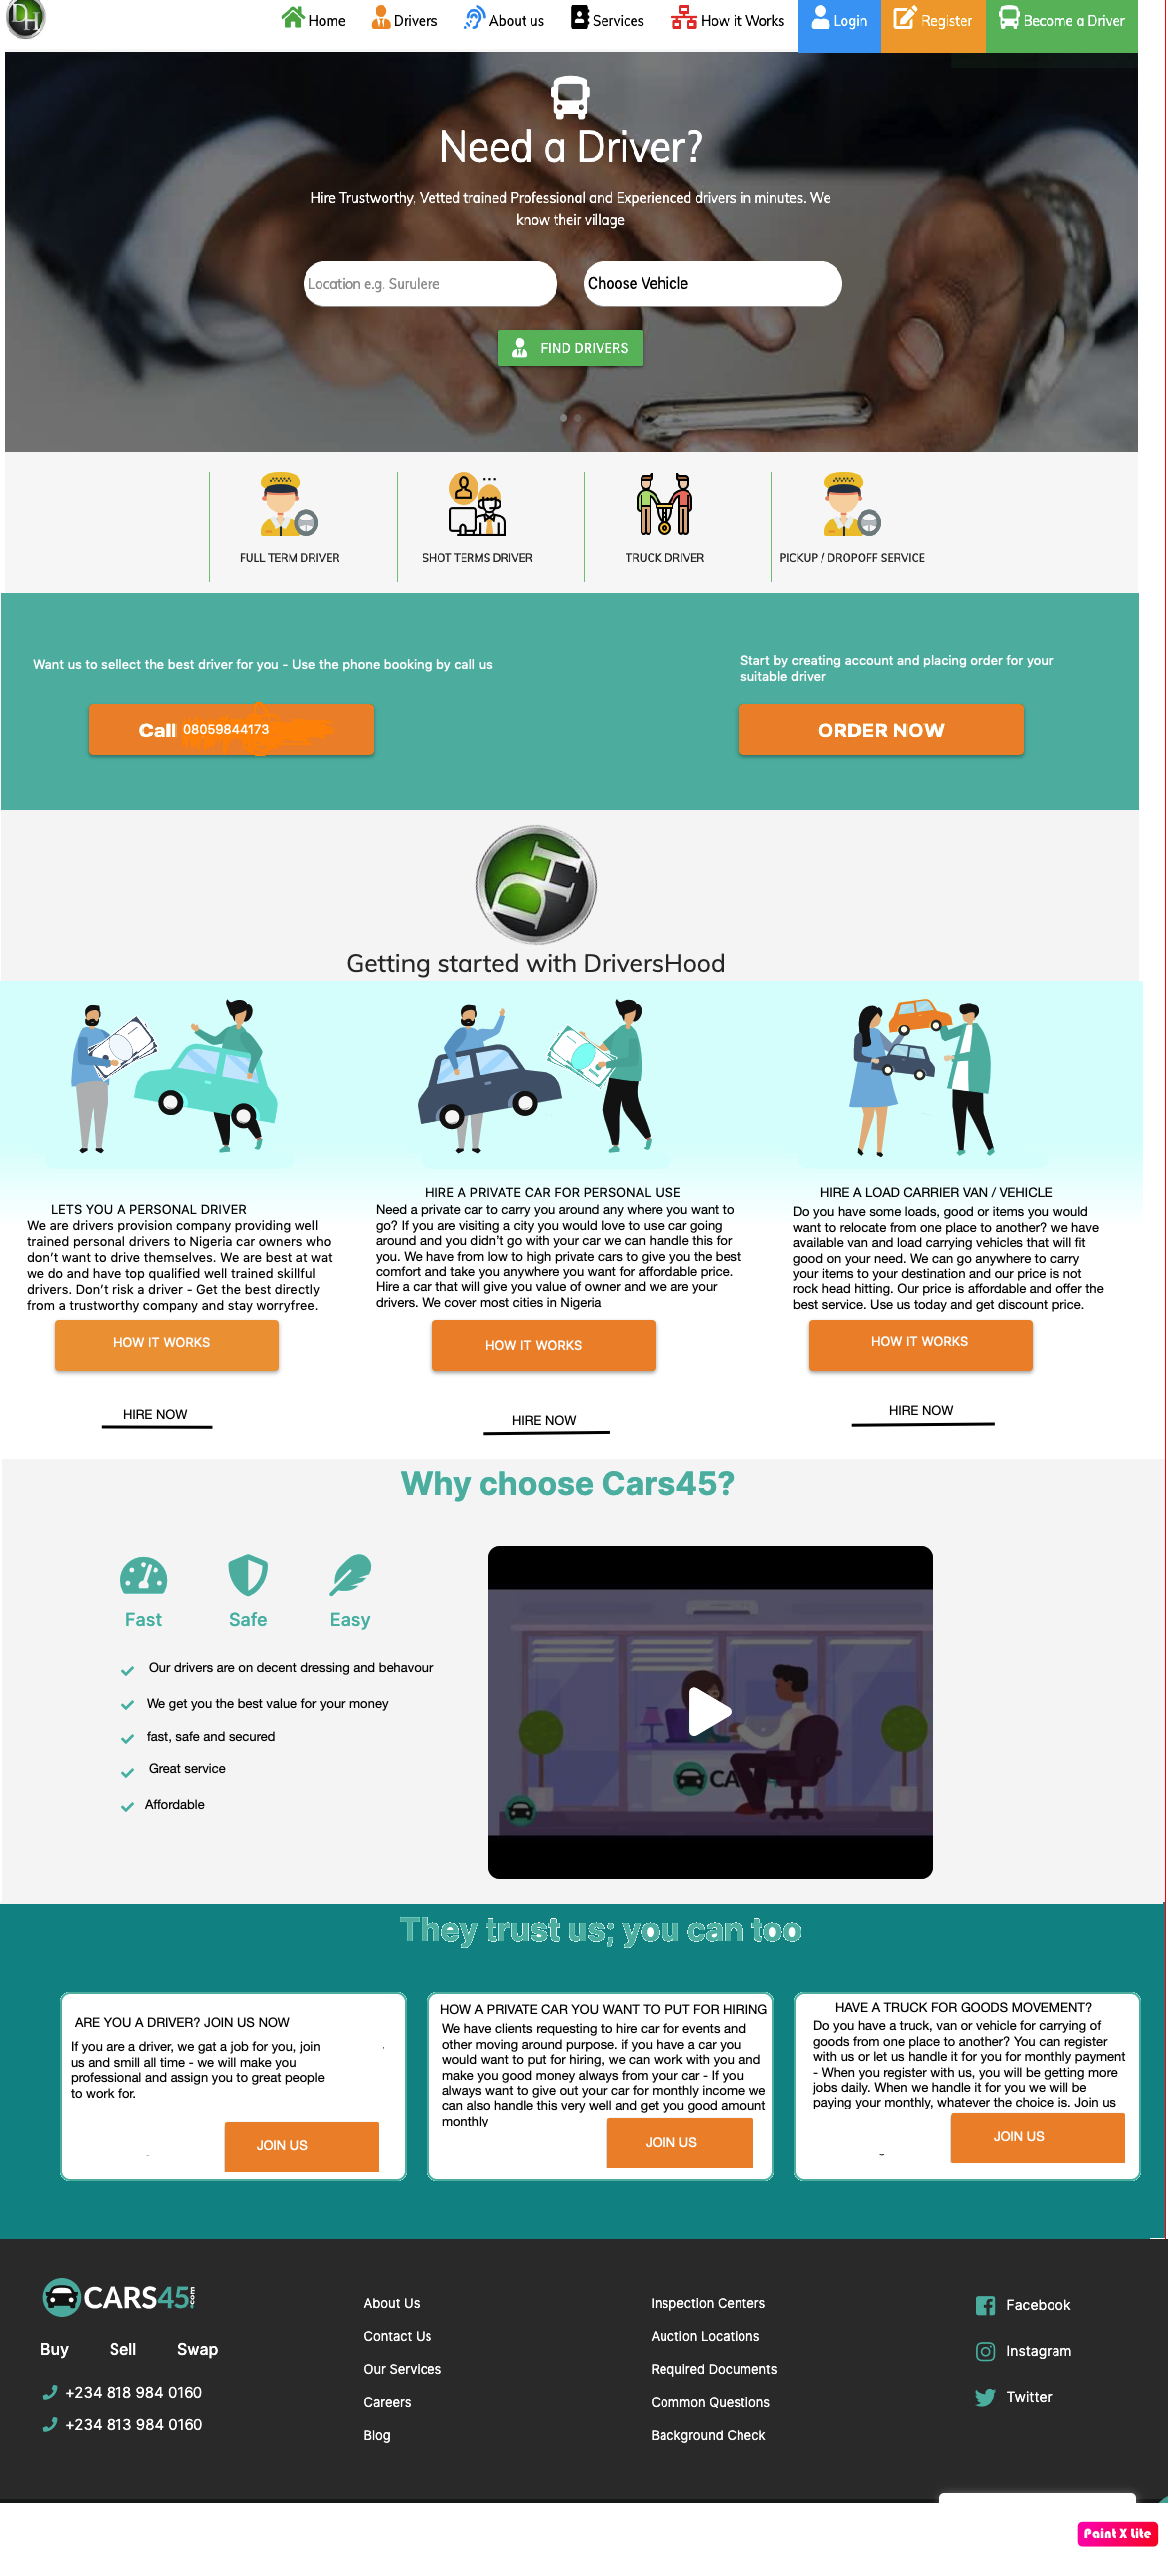 DH
Home
Drivers
About us
Services
How it Works
Login
Register
Become a Driver
Need a Driver?
Hire Trustworthy, Vetted trained Professional and Experienced drivers in minutes. We
know their village
Location e.g. Surulere
Choose Vehicle
FIND DRIVERS
FULL TERM DRIVER
SHOT TERMS DRIVER
TRUCK DRIVER
PICKUP / DROPOFF SERVICE
Want us to sellect the best driver for you - Use the phone booking by call us
Call 08059844173
Start by creating account and placing order for your
suitable driver
ORDER NOW
DH
Getting started with DriversHood
LETS YOU A PERSONAL DRIVER
We are drivers provision company providing well
trained personal drivers to Nigeria car owners who
don't want to drive themselves. We are best at wat
we do and have top qualified well trained skillful
drivers. Don't risk a driver - Get the best directly
from a trustworthy company and stay worryfree.
HOW IT WORKS
HIRE NOW
HIRE A PRIVATE CAR FOR PERSONAL USE
Need a private car to carry you around any where you want to
go? If you are visiting a city you would love to use car going
around and you didn't go with your car we can handle this for
you. We have from low to high private cars to give you the best
comfort and take you anywhere you want for affordable price.
Hire a car that will give you value of owner and we are your
drivers. We cover most cities in Nigeria
HOW IT WORKS
HIRE NOW
HIRE A LOAD CARRIER VAN / VEHICLE
Do you have some loads, good or items you would
want to relocate from one place to another? we have
available van and load carrying vehicles that will fit
good on your need. We can go anywhere to carry
your items to your destination and our price is not
rock head hitting. Our price is affordable and offer the
best service. Use us today and get discount price.
HOW IT WORKS
HIRE NOW
Why choose Cars45?
Fast
Safe
Easy
Our drivers are on decent dressing and behavour
We get you the best value for your money
fast, safe and secured
Great service
Affordable
CA
They trust us; you can too
ARE YOU A DRIVER? JOIN US NOW
If you are a driver, we gat a job for you, join
us and smill all time - we will make you
professional and assign you to great people
to work for.
JOIN US
HOW A PRIVATE CAR YOU WANT TO PUT FOR HIRING
We have clients requesting to hire car for events and
other moving around purpose. if you have a car you
would want to put for hiring, we can work with you and
make you good money always from your car - If you
always want to give out your car for monthly income we
can also handle this very well and get you good amount
monthly
JOIN US
HAVE A TRUCK FOR GOODS MOVEMENT?
Do you have a truck, van or vehicle for carrying of
goods from one place to another? You can register
with us or let us handle it for you for monthly payment
- When you register with us, you will be getting more
jobs daily. When we handle it for you we will be
paying your monthly, whatever the choice is. Join us
JOIN US
CARS45
Buy
Sell
Swap
+234 818 984 0160
+234 813 984 0160
About Us
Contact Us
Our Services
Careers
Blog
Inspection Centers
Auction Locations
Required Documents
Common Questions
Background Check
Facebook
Instagram
Twitter
Paint X Lite